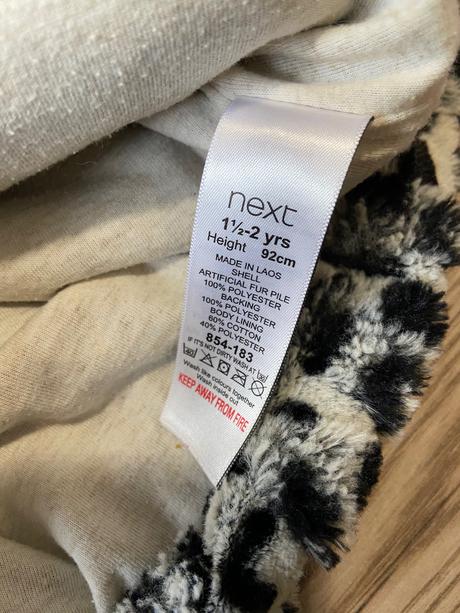 next
1½-2 yrs
Height 92cm
MADE IN LAOS
SHELL
ARTIFICIAL FUR PILE
100% POLYESTER
BACKING
100% POLYESTER
BODY LINING
60% COTTON
40% POLYESTER
854-183
IF IT'S NOT DIRTY WASH AT
Wash like colours together
Wash inside out
KEEP AWAY FROM FIRE